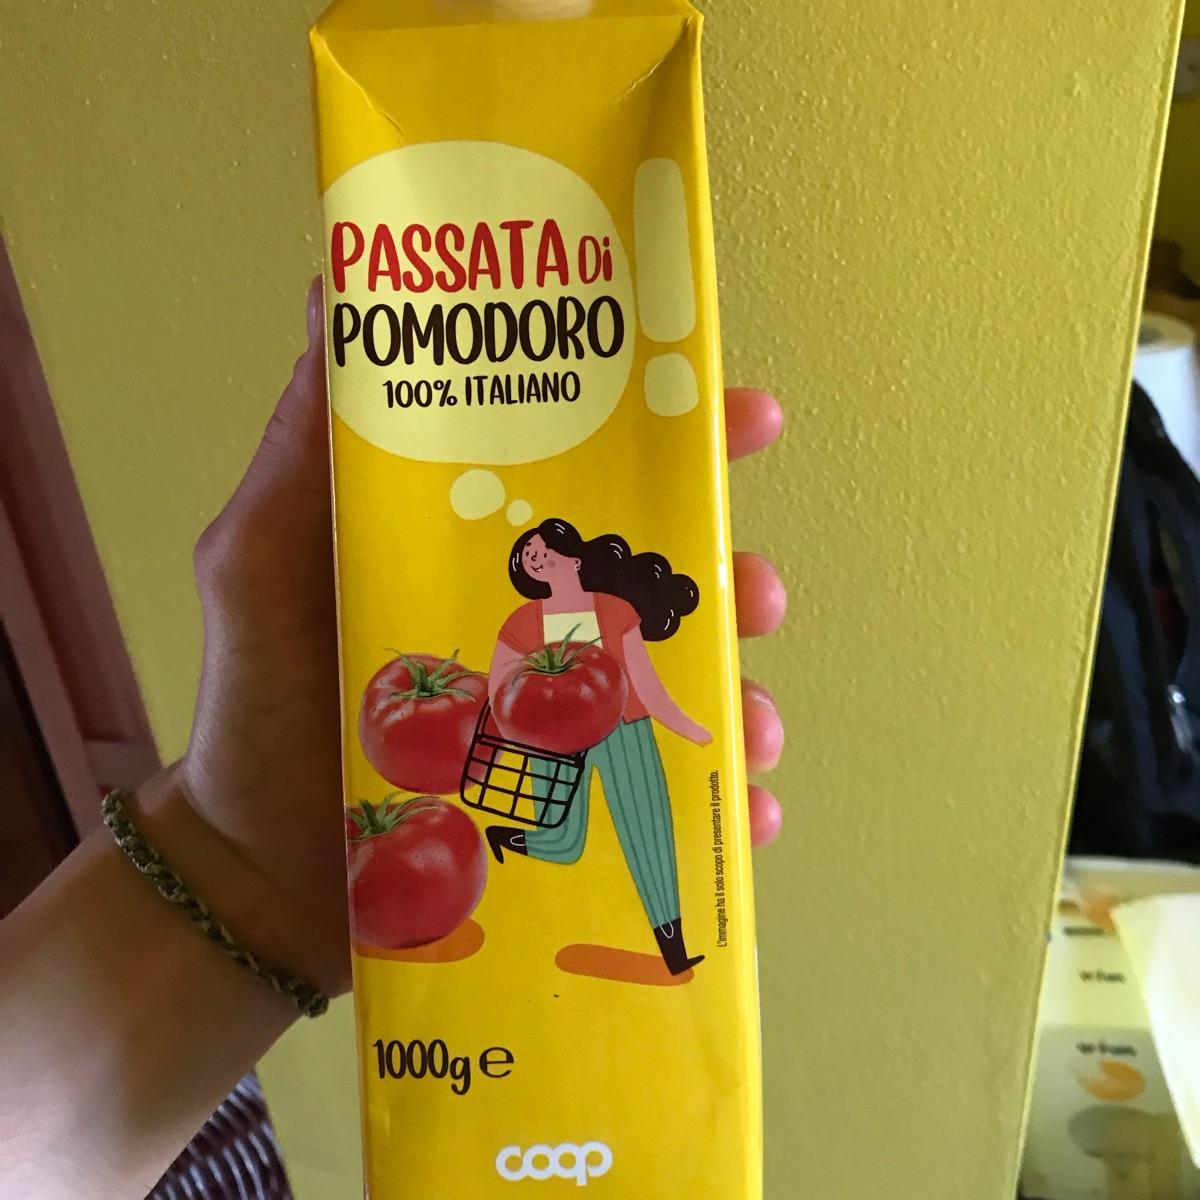 PASSATA Di
POMODORO
100% ITALIANO
L'immagine ha il solo scopo di presentare il prodotto.
1000g e
coop